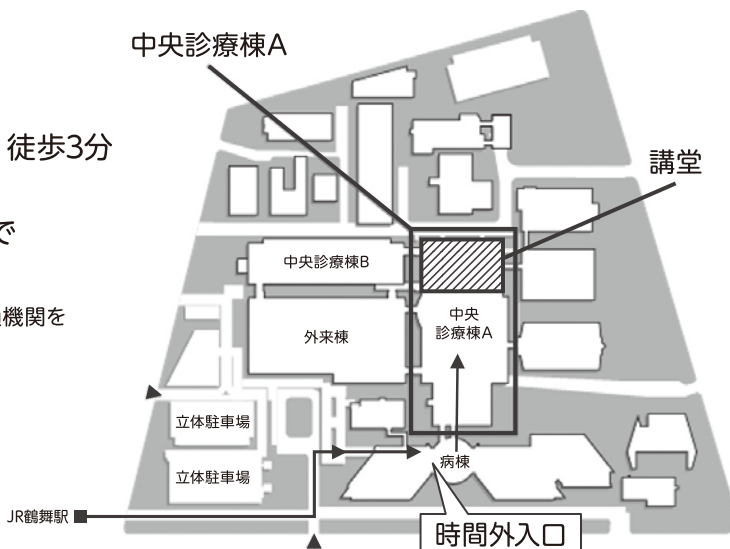 中央診療棟A
徒歩3分
講堂
で
機関を
中央診療棟B
中央
診療棟A
外来棟
立体駐車場
立体駐車場
病棟
JR鶴舞駅
時間外入口